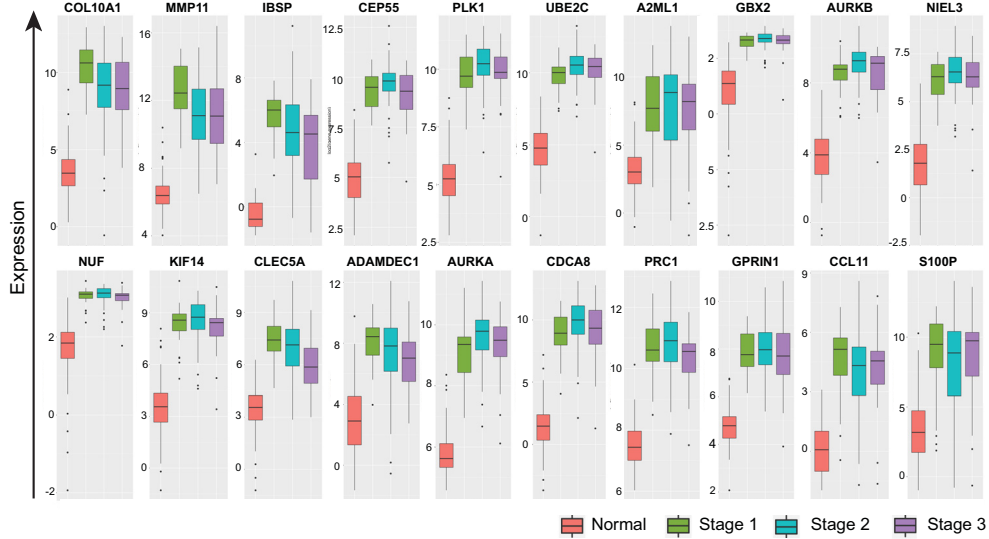 COL10A1 MMP11 IBSP CEP55 PLK1 UBE2C A2ML1 GBX2 AURKB NIEL3
10 5 0
16 12 8 4
8 4 0
12.5 10 7.5 5 2.5
10 7.5 5 2.5
10 5 0
10 5 0
2 0 5 2.5
10 5 0
7.5 5 2.5 0 -2.5
Expression
NUF KIF14 CLEC5A ADAMDEC1 AURKA CDCA8 PRC1 GPRIN1 CCL11 S100P
2 0 -2
9 6 3 0
9 6 3 0
12 8 4 0
10 8 6
8 4 0
12 10 8 6
10 8 6 4 2
9 6 3 0
10 5 0
Normal Stage 1 Stage 2 Stage 3